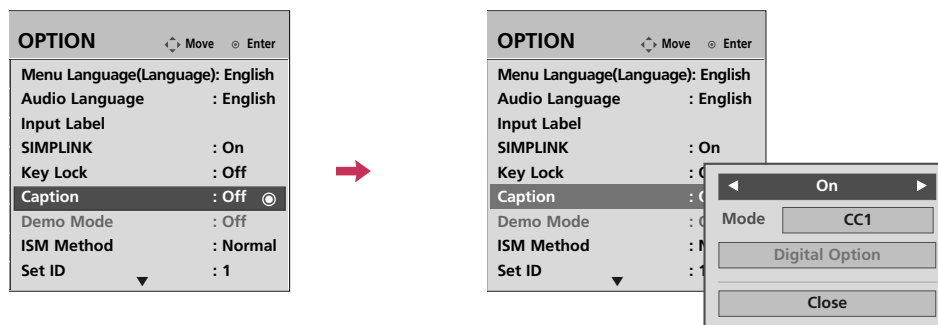 OPTION Move Enter
Menu Language(Language): English
Audio Language : English
Input Label
SIMPLINK : On
Key Lock : Off
Caption : Off
Demo Mode : Off
ISM Method : Normal
Set ID : 1
OPTION Move Enter
Menu Language(Language): English
Audio Language : English
Input Label
SIMPLINK : On
Key Lock :
Caption :
Demo Mode :
ISM Method :
Set ID : 1
On
Mode CC1
Digital Option
Close